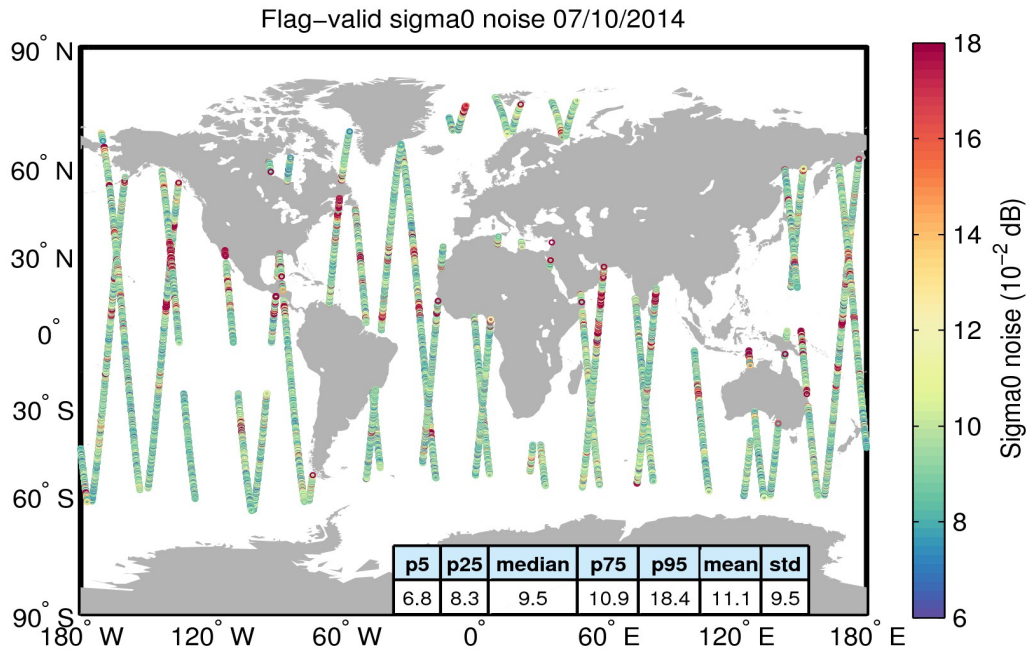 Flag-valid sigma0 noise 07/10/2014
90° N
60° N
30° N
0°
30° S
60° S
90° S
180° W
120° W
60° W
0°
60° E
120° E
180° E
p5 p25 median p75 p95 mean std
6.8 8.3 9.5 10.9 18.4 11.1 9.5
18
16
14
12
10
8
6
Sigma0 noise (10⁻² dB)